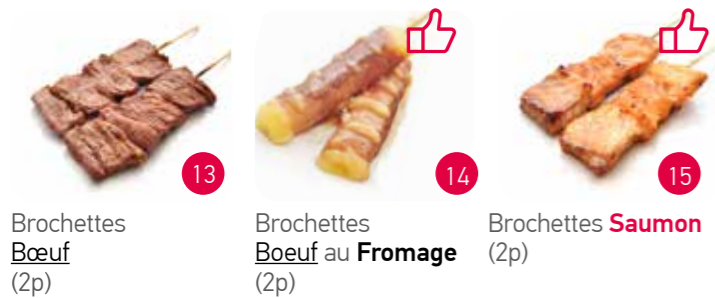 13
Brochettes
Bœuf
(2p)
14
Brochettes
Boeuf au Fromage
(2p)
15
Brochettes Saumon
(2p)